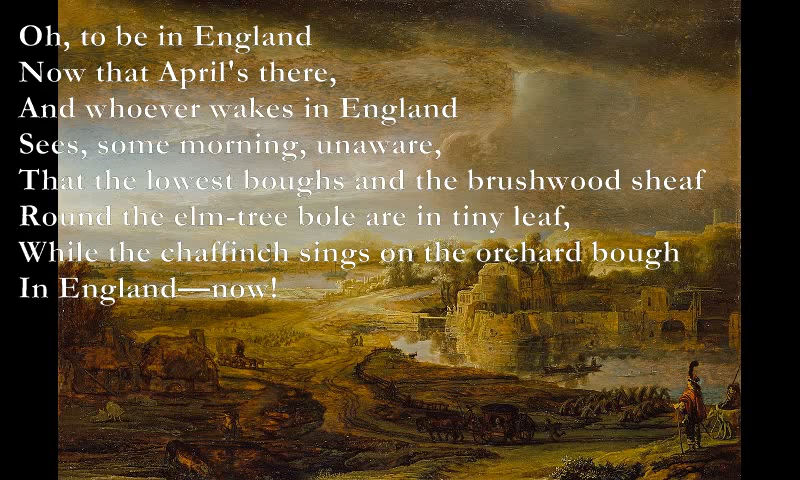 Oh, to be in England
Now that April's there,
And whoever wakes in England
Sees, some morning, unaware,
That the lowest boughs and the brushwood sheaf
Round the elm-tree bole are in tiny leaf,
While the chaffinch sings on the orchard bough
In England—now!